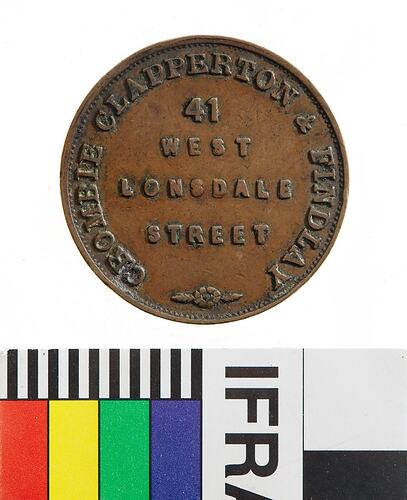 CROMBIE CLAPPERTON & FINDLAY
41
WEST
LONSDALE
STREET
IFRA